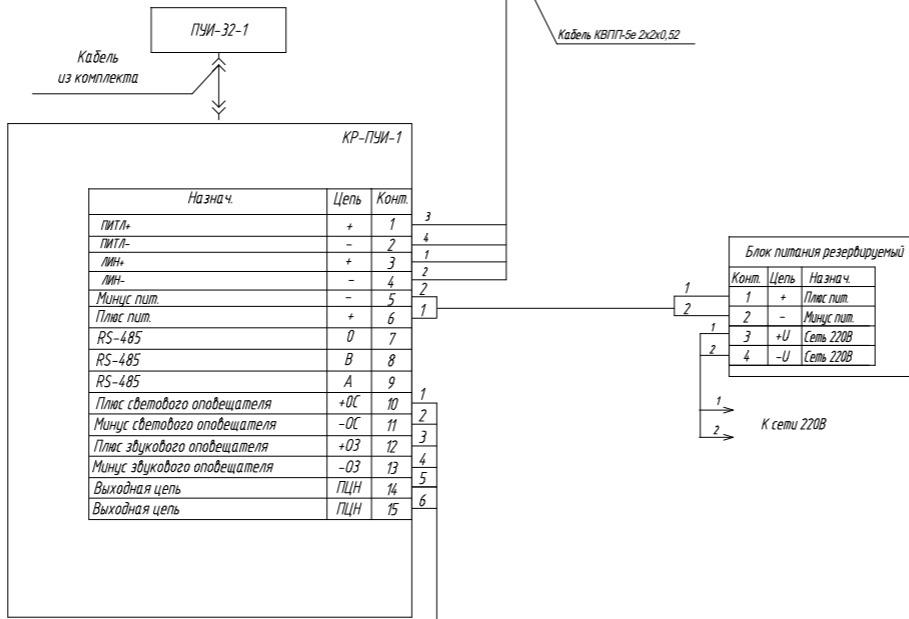 ПУИ-32-1
Кабель
из комплекта
Кабель КВПП-5е 2х2х0,52
КР-ПУИ-1
Назнач. Цепь Конт.
ПИТЛ+ + 1 3
ПИТЛ- - 2 4
ЛИН+ + 3 1
ЛИН- - 4 2
Минус пит. - 5 2
Плюс пит. + 6 1
RS-485 0 7
RS-485 B 8
RS-485 A 9
Плюс светового оповещателя +ОС 10 1
Минус светового оповещателя -ОС 11 2
Плюс звукового оповещателя +ОЗ 12 3
Минус звукового оповещателя -ОЗ 13 4
Выходная цепь ПЦН 14 5
Выходная цепь ПЦН 15 6
Блок питания резервируемый
Конт. Цепь Назнач.
1 1 + Плюс пит.
2 2 - Минус пит.
1 3 +U Сеть 220В
2 4 -U Сеть 220В
1
2
К сети 220В